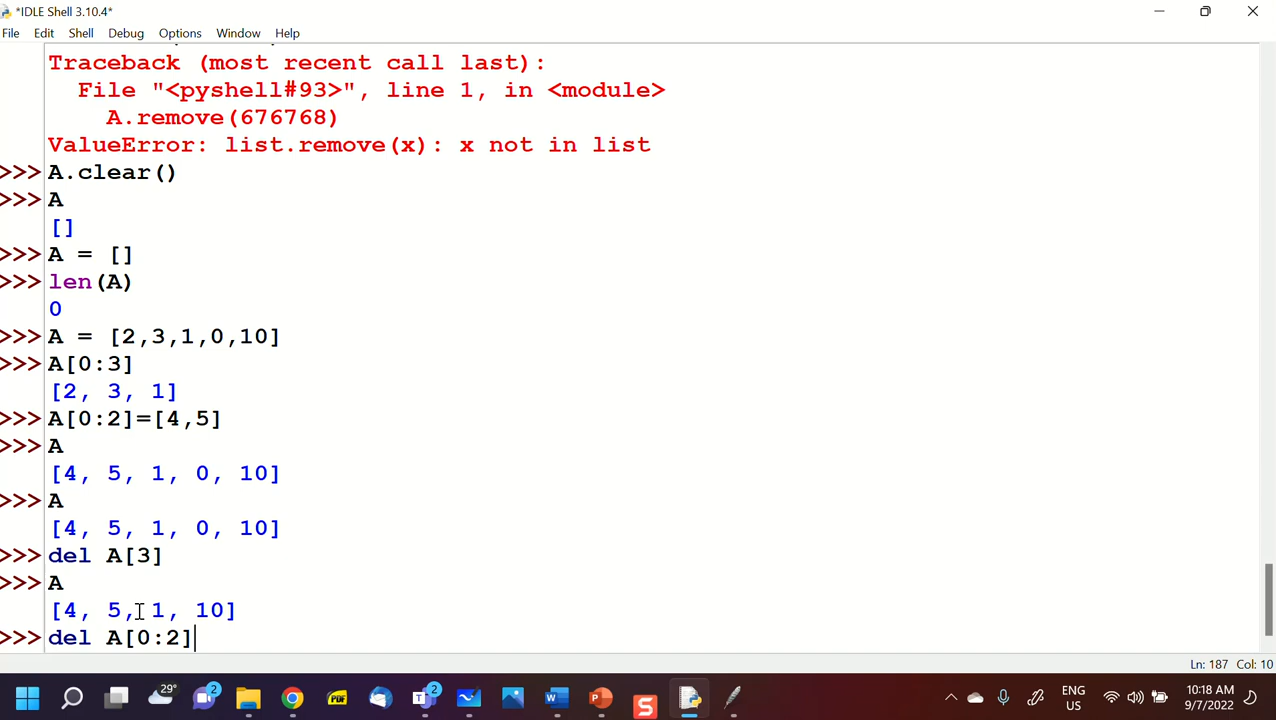 *IDLE Shell 3.10.4*
File Edit Shell Debug Options Window Help
Traceback (most recent call last):
File "<pyshell#93>", line 1, in <module>
A.remove(676768)
ValueError: list.remove(x): x not in list
>>> A.clear()
>>> A
[]
>>> A = []
>>> len(A)
0
>>> A = [2,3,1,0,10]
>>> A[0:3]
[2, 3, 1]
>>> A[0:2]=[4,5]
>>> A
[4, 5, 1, 0, 10]
>>> A
[4, 5, 1, 0, 10]
>>> del A[3]
>>> A
[4, 5, 1, 10]
>>> del A[0:2]
Ln: 187 Col: 10
29° 2 PDF 2 W P S ENG 10:18 AM
US 9/7/2022